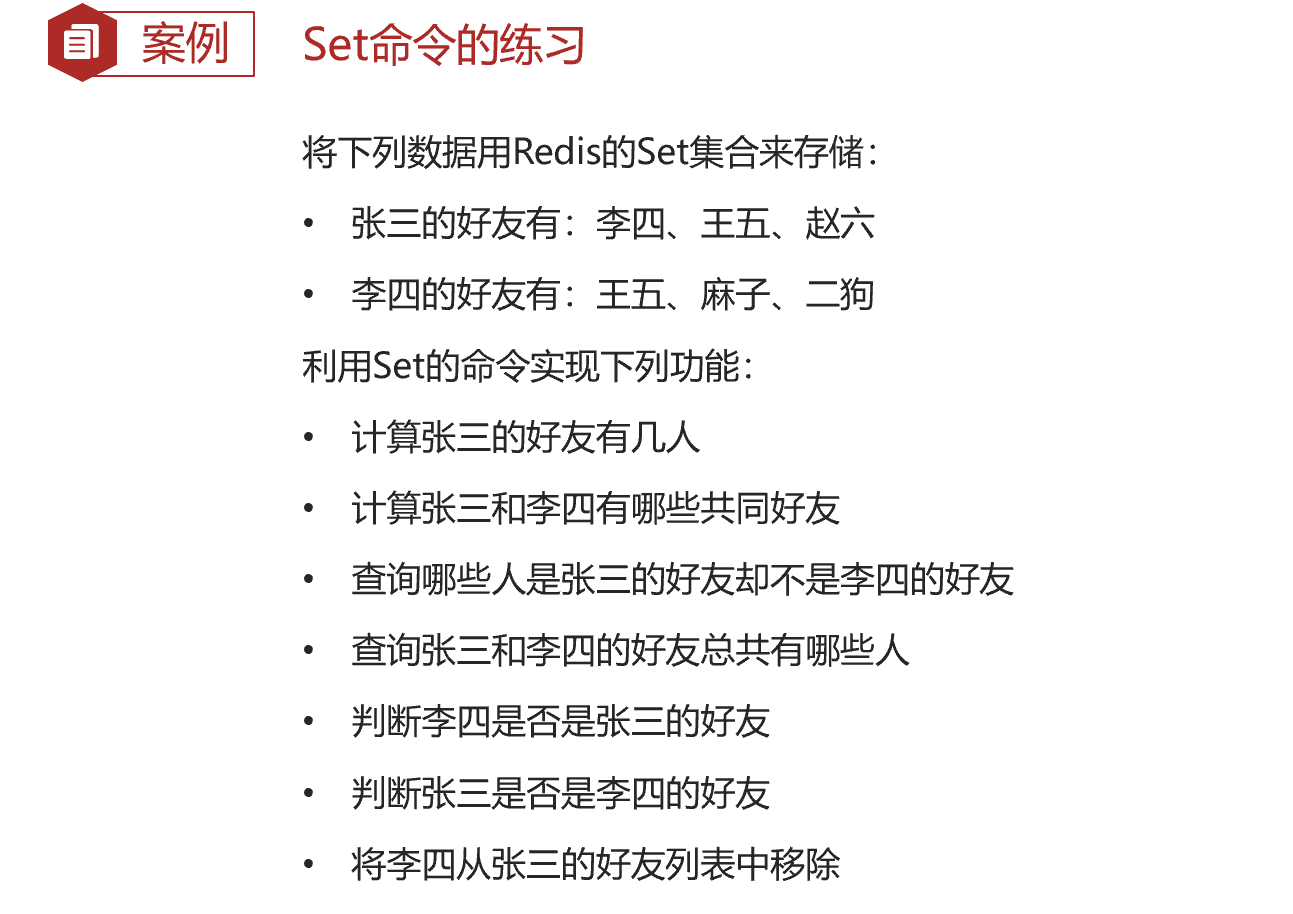 案例
Set命令的练习
将下列数据用Redis的Set集合来存储：
• 张三的好友有：李四、王五、赵六
• 李四的好友有：王五、麻子、二狗
利用Set的命令实现下列功能：
• 计算张三的好友有几人
• 计算张三和李四有哪些共同好友
• 查询哪些人是张三的好友却不是李四的好友
• 查询张三和李四的好友总共有哪些人
• 判断李四是否是张三的好友
• 判断张三是否是李四的好友
• 将李四从张三的好友列表中移除